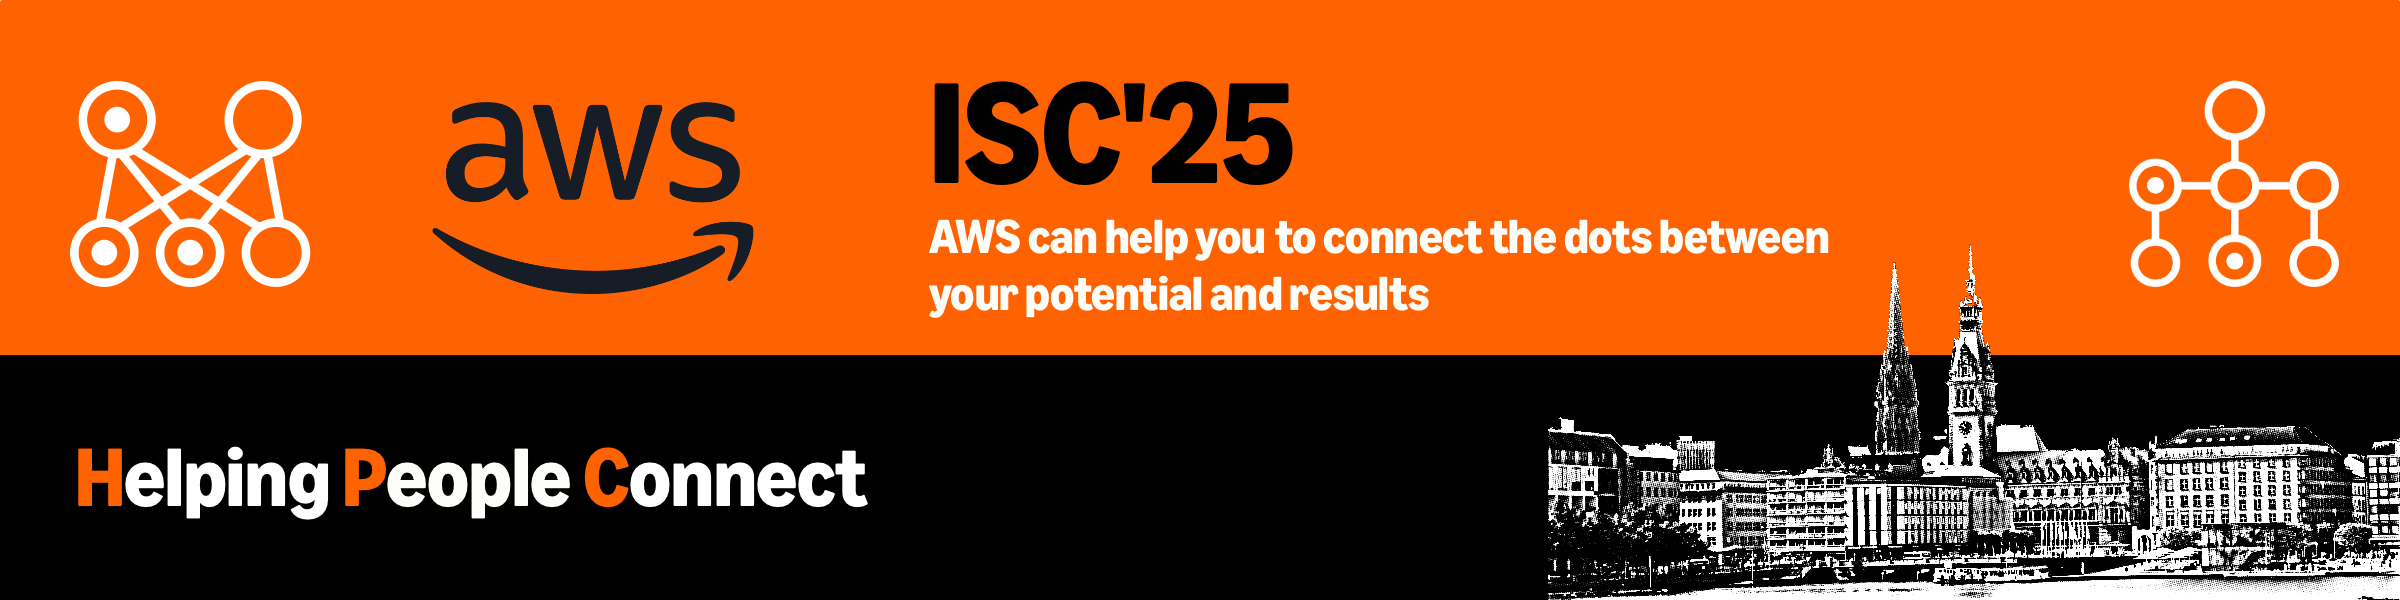 aws
ISC'25
AWS can help you to connect the dots between
your potential and results
Helping People Connect